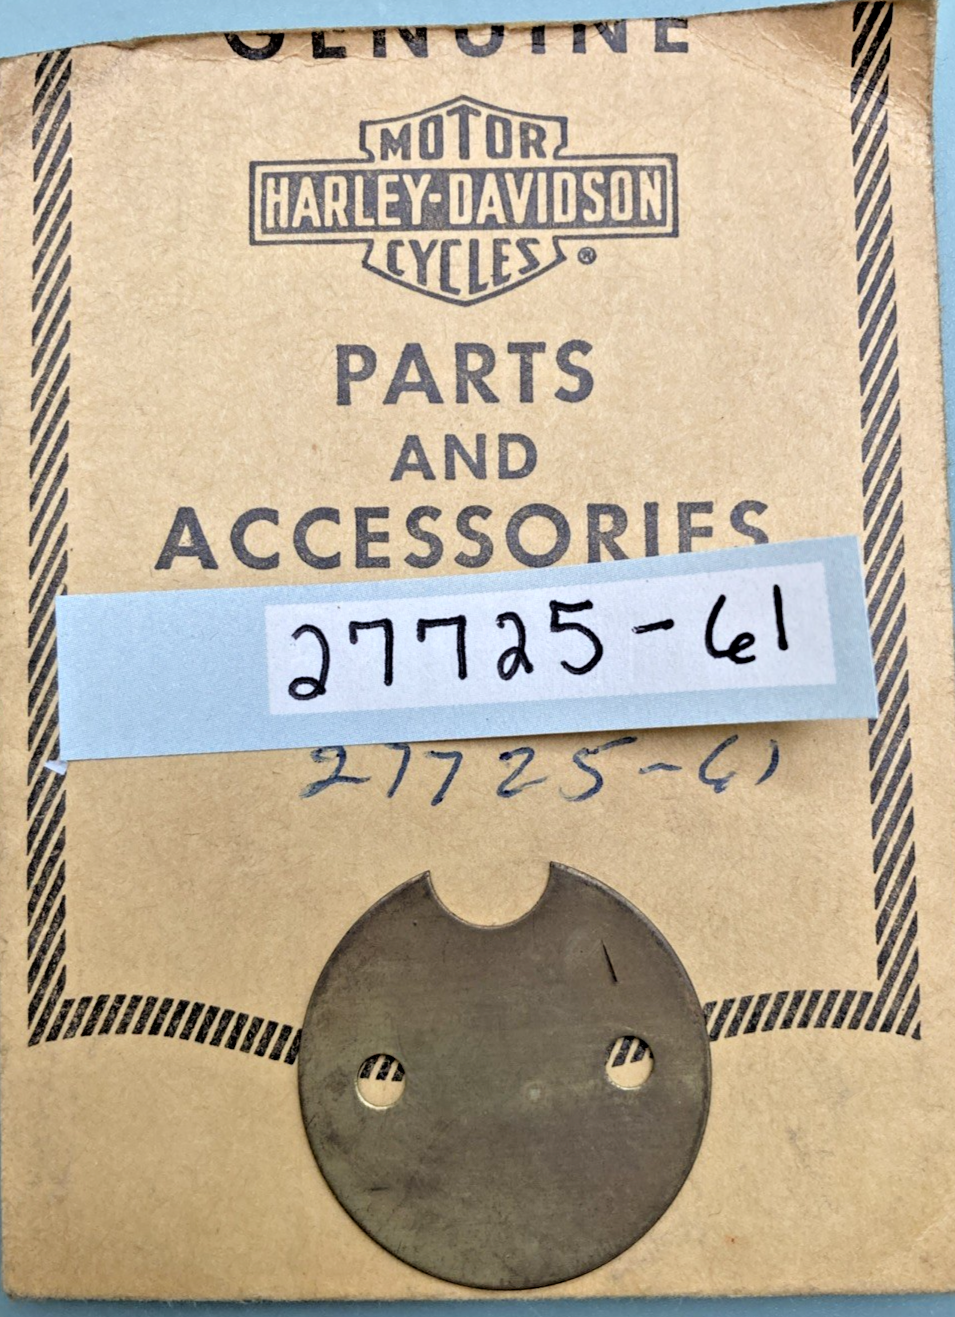 GENUINE
MOTOR
HARLEY-DAVIDSON
CYCLES ®
PARTS
AND
ACCESSORIES
27725-61
27725-61